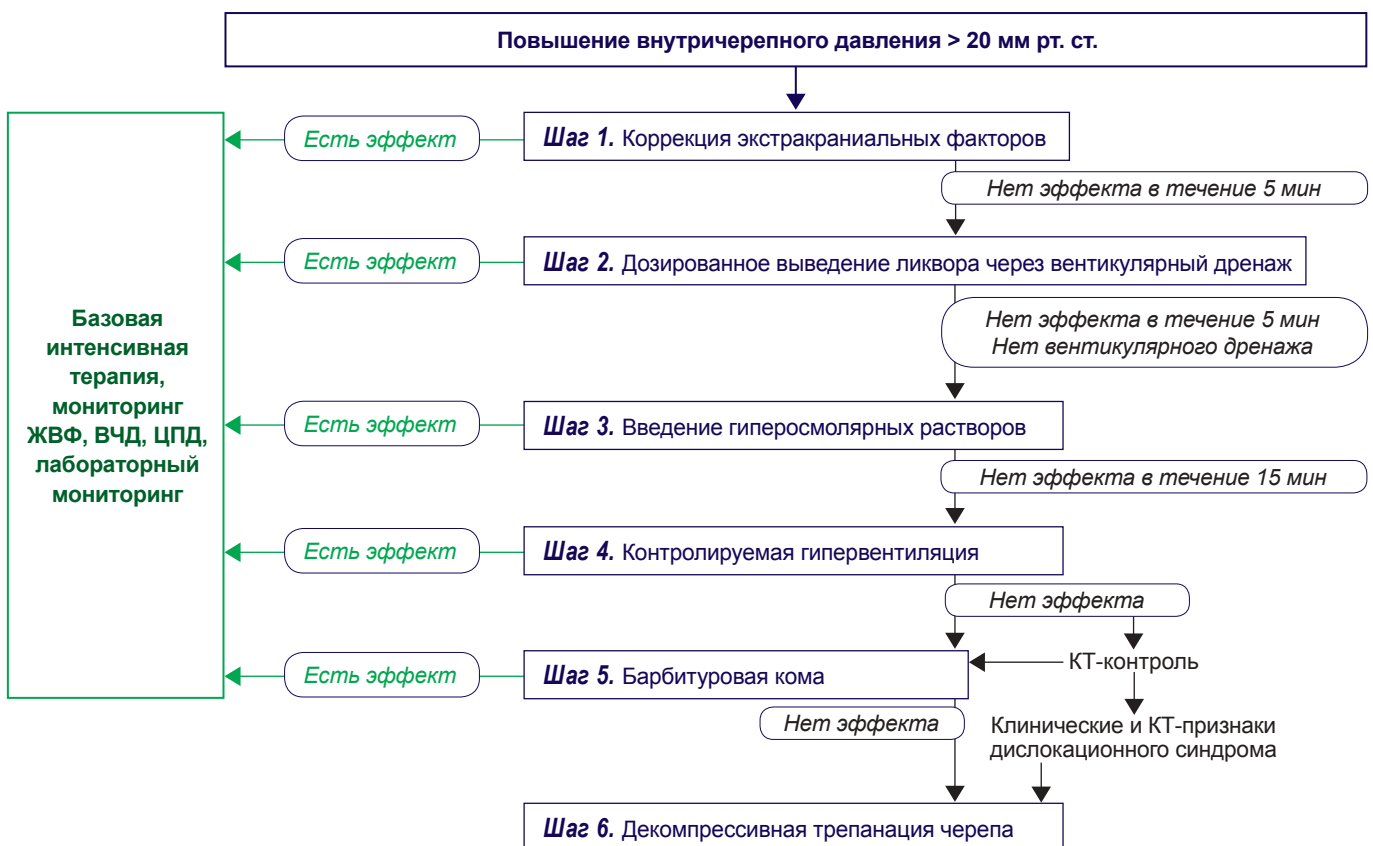 Повышение внутричерепного давления > 20 мм рт. ст.
Есть эффект
Шаг 1. Коррекция экстракраниальных факторов
Нет эффекта в течение 5 мин
Есть эффект
Шаг 2. Дозированное выведение ликвора через вентикулярный дренаж
Нет эффекта в течение 5 мин
Нет вентикулярного дренажа
Базовая
интенсивная
терапия,
мониторинг
ЖВФ, ВЧД, ЦПД,
лабораторный
мониторинг
Есть эффект
Шаг 3. Введение гиперосмолярных растворов
Нет эффекта в течение 15 мин
Есть эффект
Шаг 4. Контролируемая гипервентиляция
Нет эффекта
КТ-контроль
Есть эффект
Шаг 5. Барбитуровая кома
Нет эффекта
Клинические и КТ-признаки
дислокационного синдрома
Шаг 6. Декомпрессивная трепанация черепа